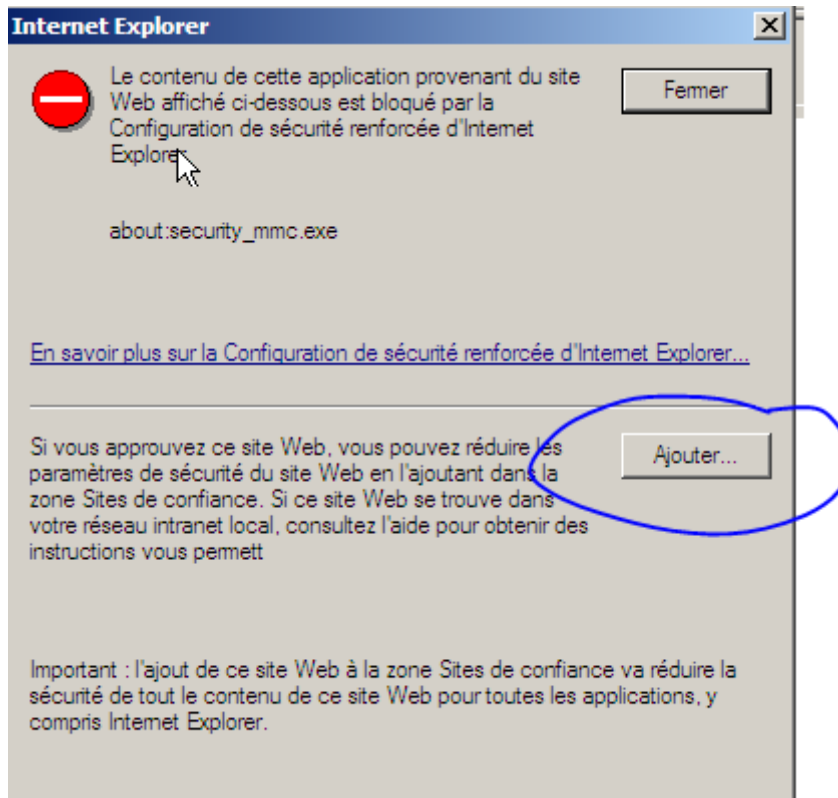 Internet Explorer
Le contenu de cette application provenant du site
Web affiché ci-dessous est bloqué par la
Configuration de sécurité renforcée d'Internet
Explorer
Fermer
about:security_mmc.exe
En savoir plus sur la Configuration de sécurité renforcée d'Internet Explorer...
Si vous approuvez ce site Web, vous pouvez réduire les
paramètres de sécurité du site Web en l'ajoutant dans la
zone Sites de confiance. Si ce site Web se trouve dans
votre réseau intranet local, consultez l'aide pour obtenir des
instructions vous permett
Ajouter...
Important : l'ajout de ce site Web à la zone Sites de confiance va réduire la
sécurité de tout le contenu de ce site Web pour toutes les applications, y
compris Internet Explorer.